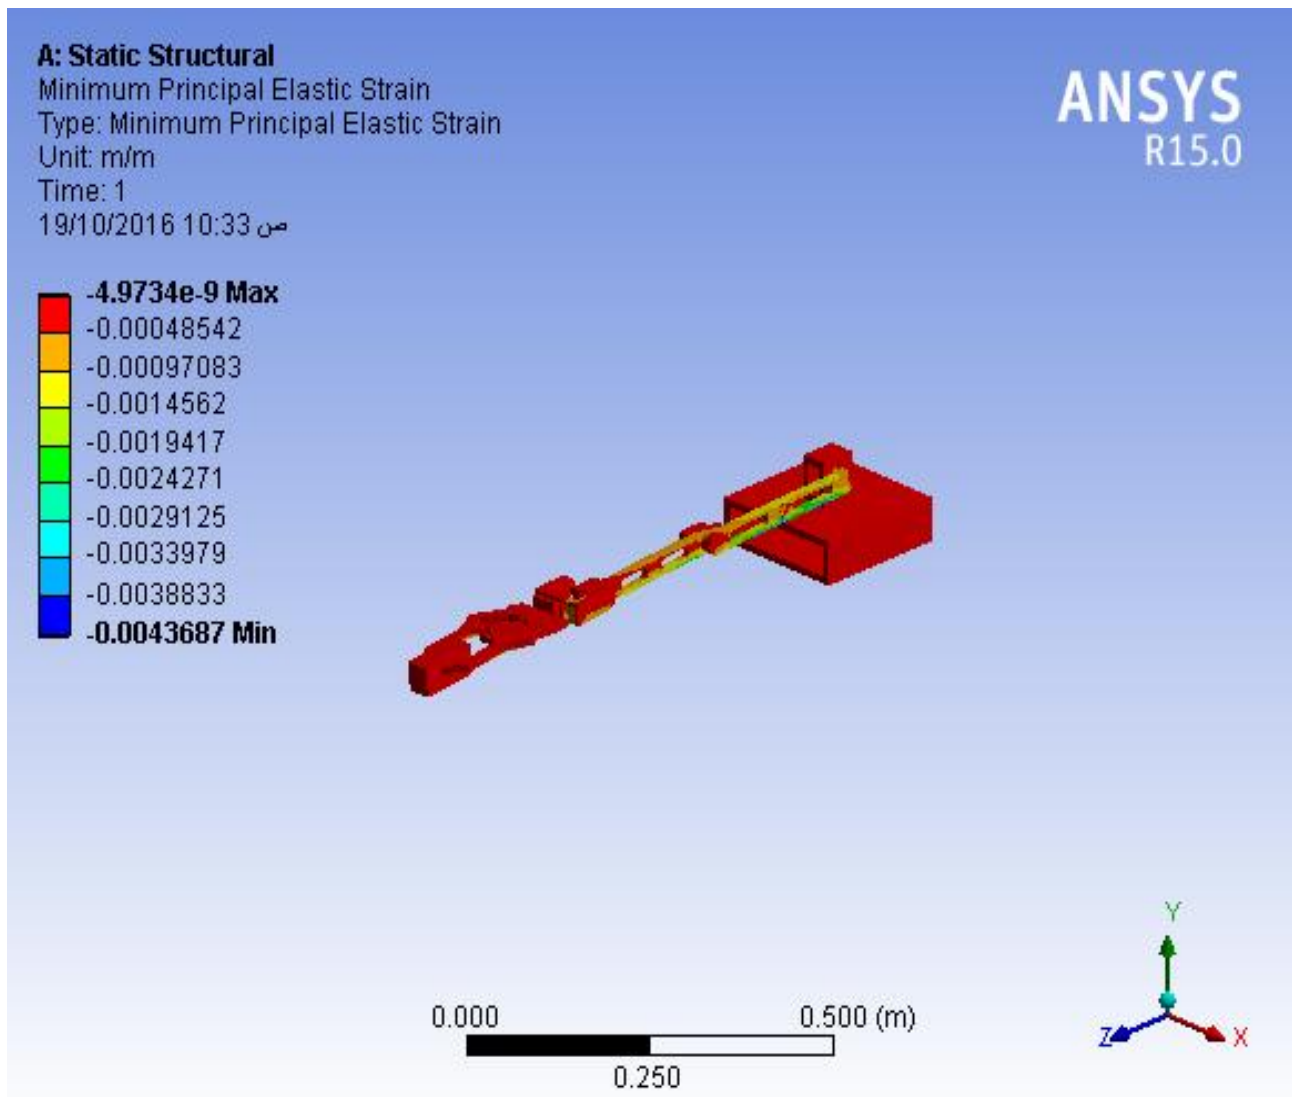 A: Static Structural
Minimum Principal Elastic Strain
Type: Minimum Principal Elastic Strain
Unit: m/m
Time: 1
19/10/2016 10:33 ص
ANSYS
R15.0
-4.9734e-9 Max
-0.00048542
-0.00097083
-0.0014562
-0.0019417
-0.0024271
-0.0029125
-0.0033979
-0.0038833
-0.0043687 Min
Y
Z
X
0.000
0.500 (m)
0.250